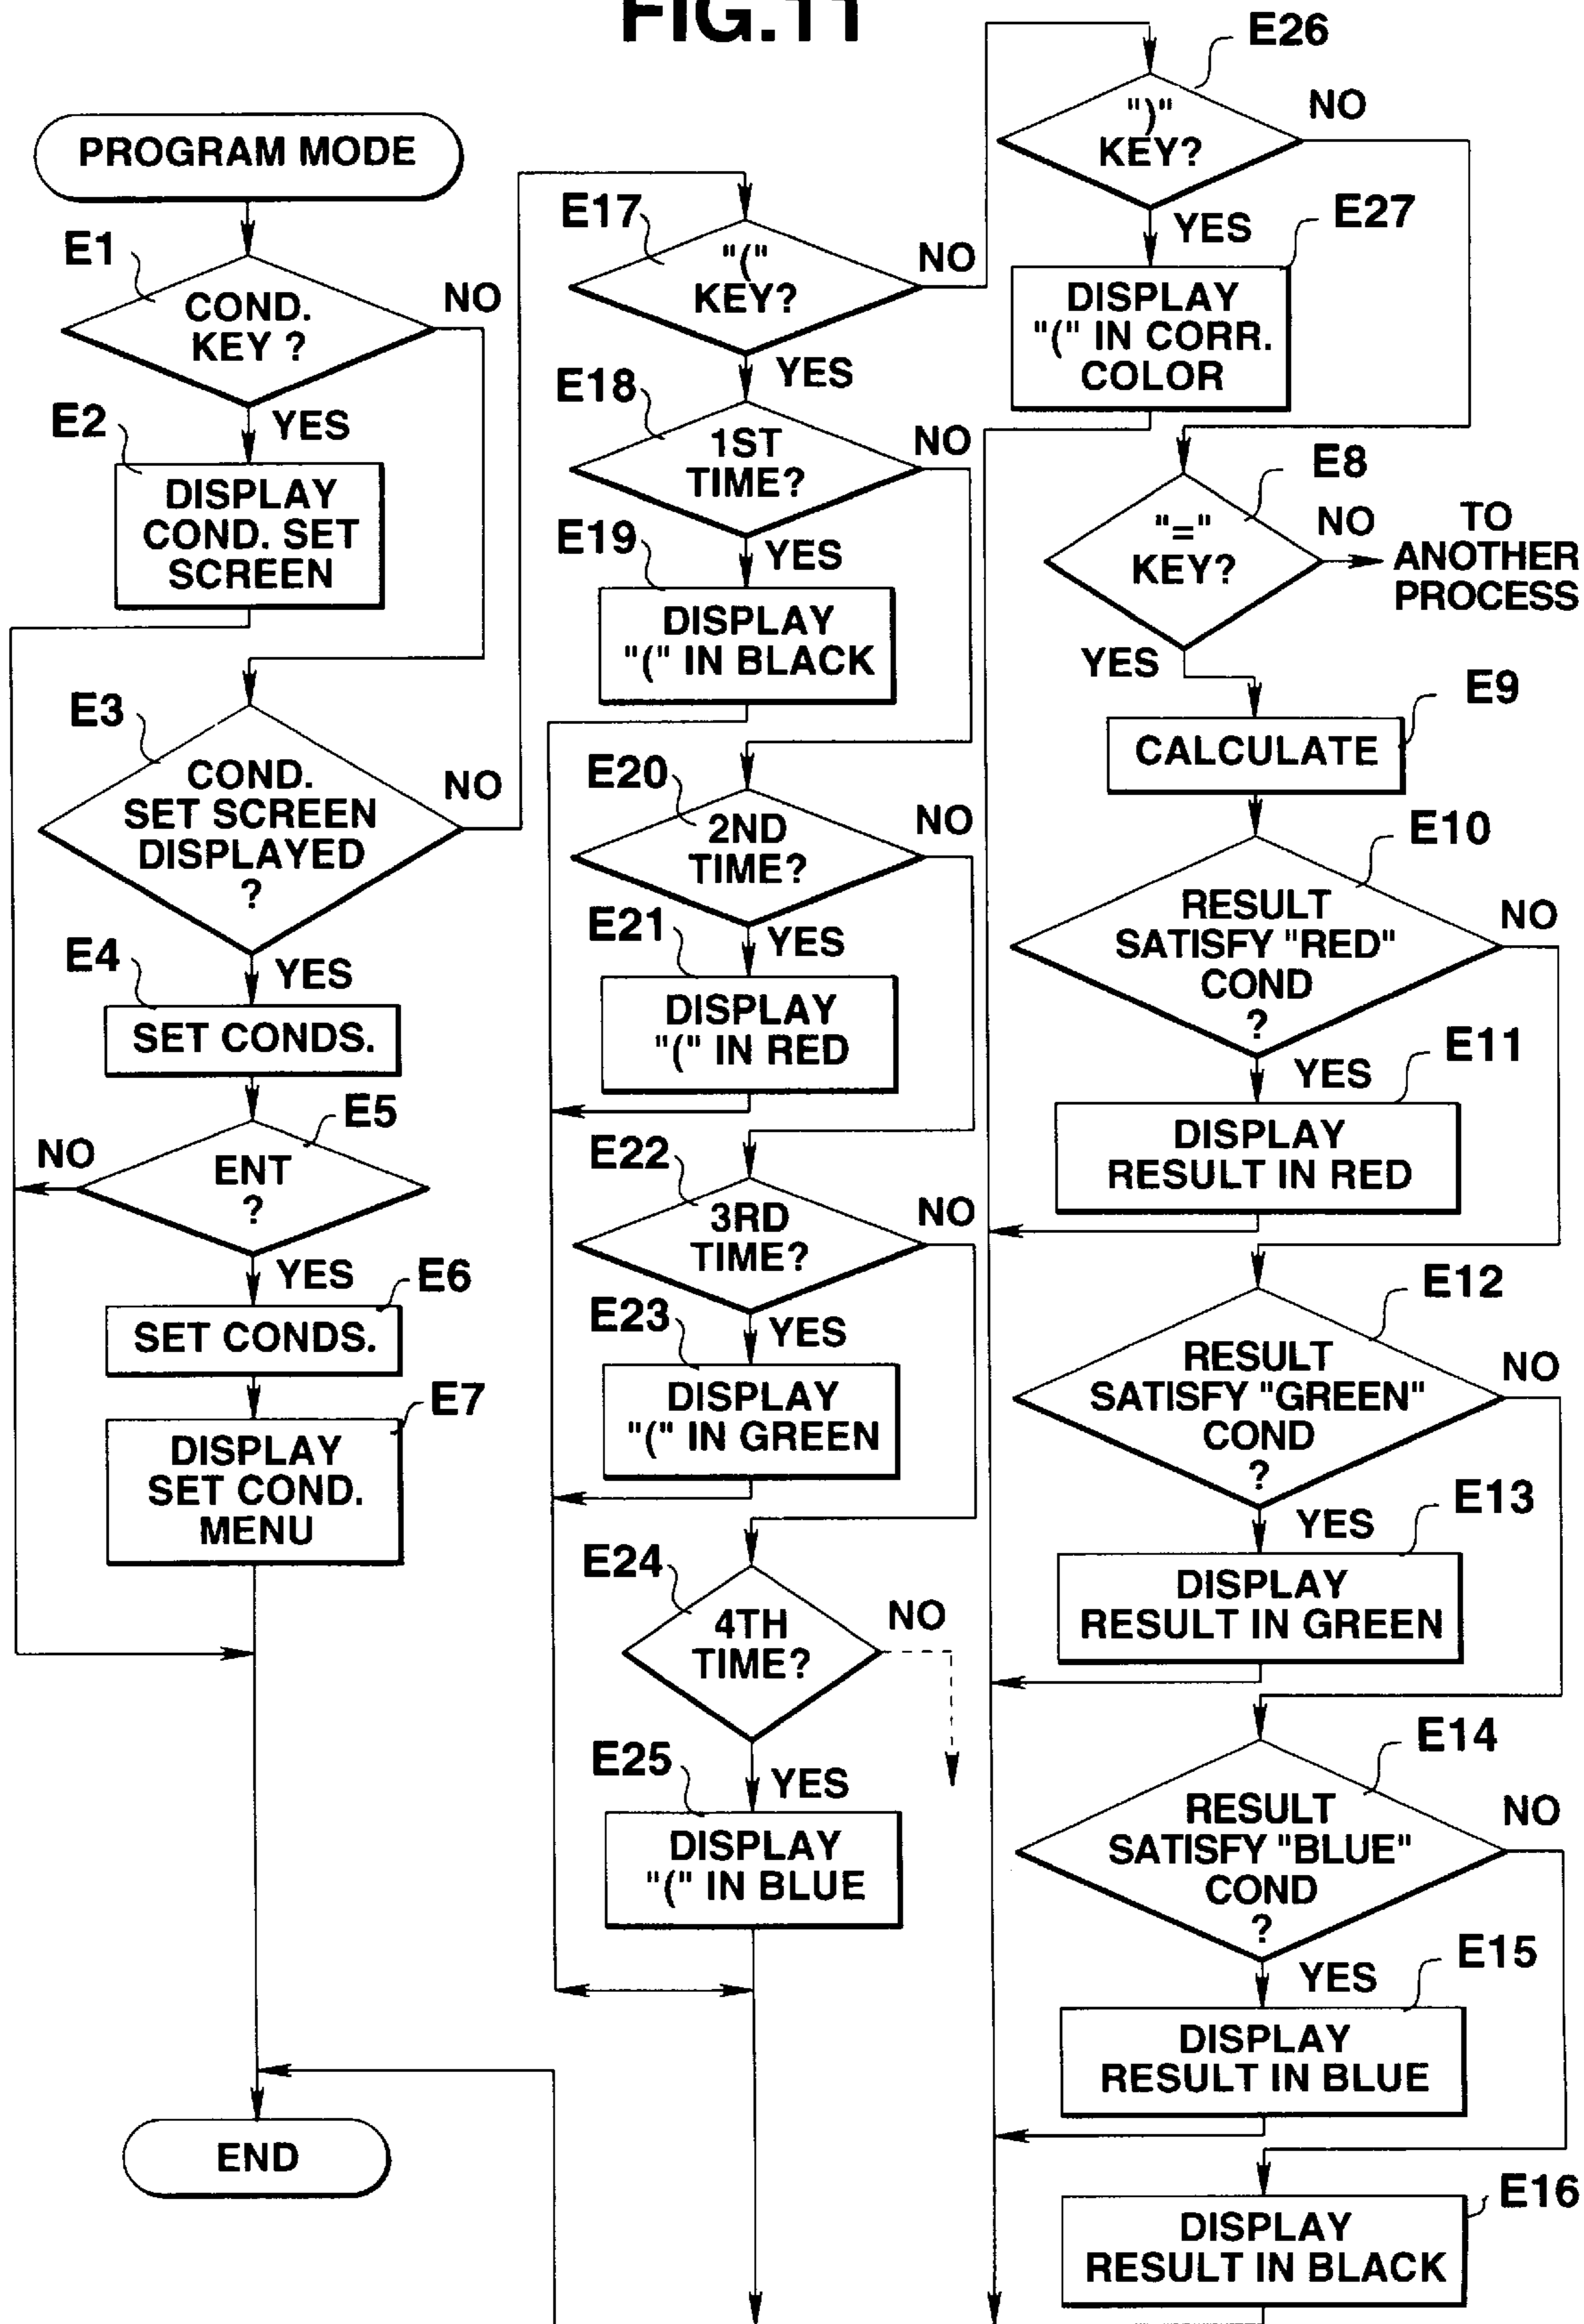 FIG.11
PROGRAM MODE
E1
COND.
KEY ?
NO
YES
E2
DISPLAY
COND. SET
SCREEN
E3
COND.
SET SCREEN
DISPLAYED
?
NO
YES
E4
SET CONDS.
E5
ENT
?
NO
YES
E6
SET CONDS.
E7
DISPLAY
SET COND.
MENU
END
E17
"("
KEY?
NO
YES
E18
1ST
TIME?
NO
YES
E19
DISPLAY
"(" IN BLACK
E20
2ND
TIME?
NO
YES
E21
DISPLAY
"(" IN RED
E22
3RD
TIME?
NO
YES
E23
DISPLAY
"(" IN GREEN
E24
4TH
TIME?
NO
YES
E25
DISPLAY
"(" IN BLUE
E26
")"
KEY?
NO
YES
E27
DISPLAY
"(" IN CORR.
COLOR
E8
"="
KEY?
NO
TO
ANOTHER
PROCESS
YES
E9
CALCULATE
E10
RESULT
SATISFY "RED"
COND
?
NO
YES
E11
DISPLAY
RESULT IN RED
E12
RESULT
SATISFY "GREEN"
COND
?
NO
YES
E13
DISPLAY
RESULT IN GREEN
E14
RESULT
SATISFY "BLUE"
COND
?
NO
YES
E15
DISPLAY
RESULT IN BLUE
E16
DISPLAY
RESULT IN BLACK